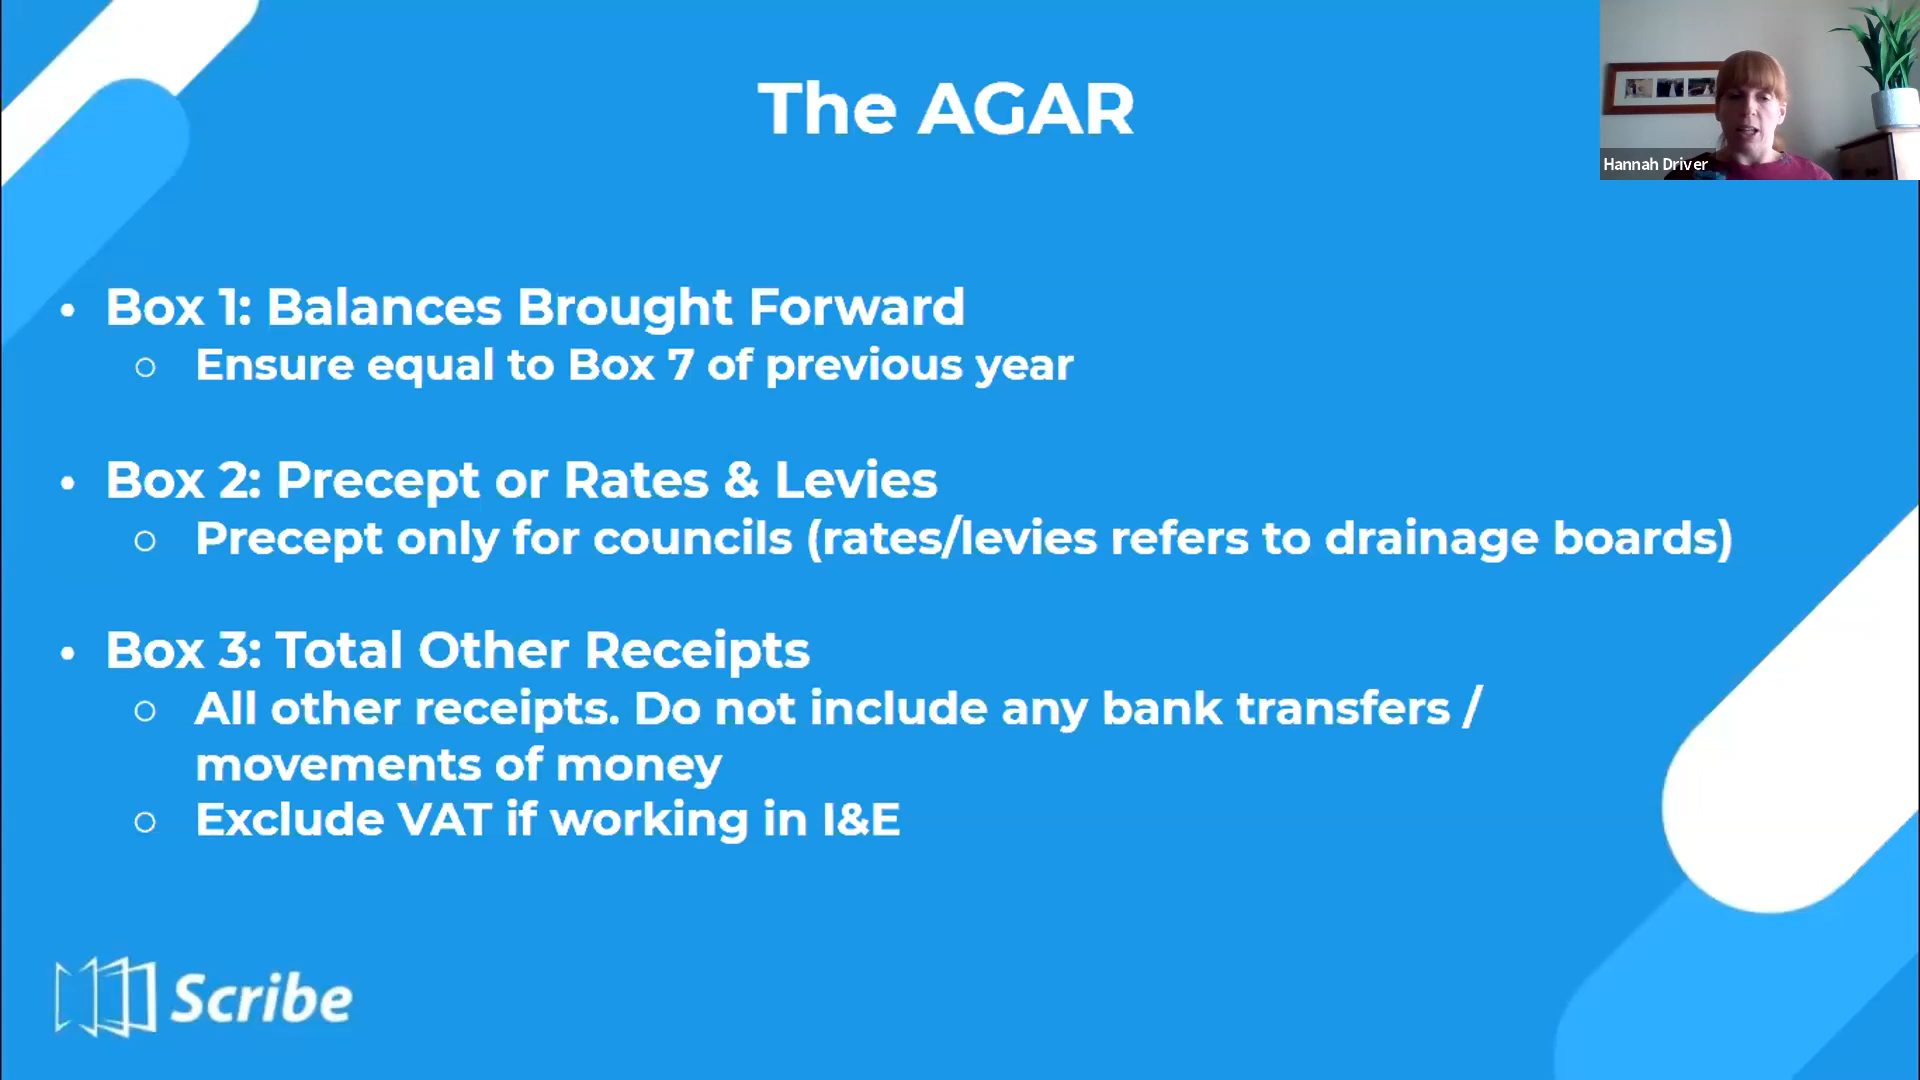 The AGAR
Hannah Driver
• Box 1: Balances Brought Forward
○ Ensure equal to Box 7 of previous year
• Box 2: Precept or Rates & Levies
○ Precept only for councils (rates/levies refers to drainage boards)
• Box 3: Total Other Receipts
○ All other receipts. Do not include any bank transfers /
movements of money
○ Exclude VAT if working in I&E
Scribe